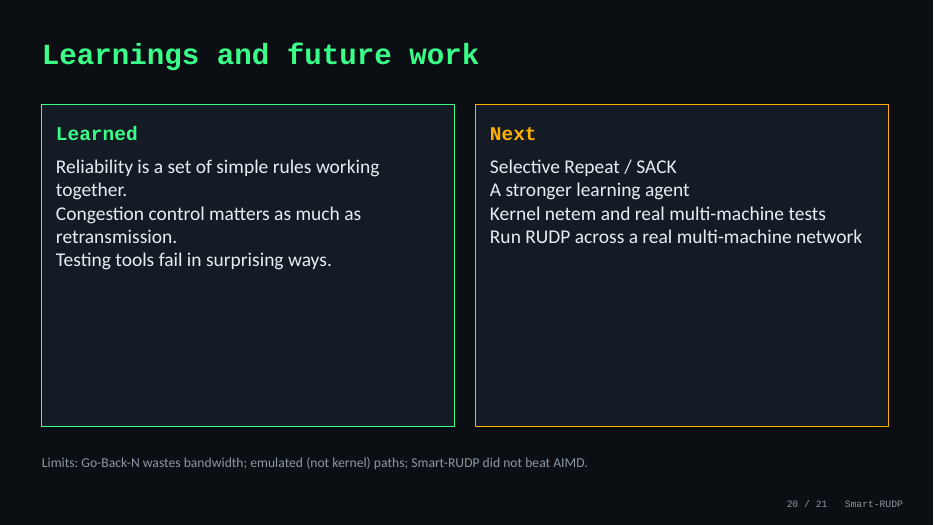 Learnings and future work
Learned
Reliability is a set of simple rules working
together.
Congestion control matters as much as
retransmission.
Testing tools fail in surprising ways.
Next
Selective Repeat / SACK
A stronger learning agent
Kernel netem and real multi-machine tests
Run RUDP across a real multi-machine network
Limits: Go-Back-N wastes bandwidth; emulated (not kernel) paths; Smart-RUDP did not beat AIMD.
20 / 21 Smart-RUDP